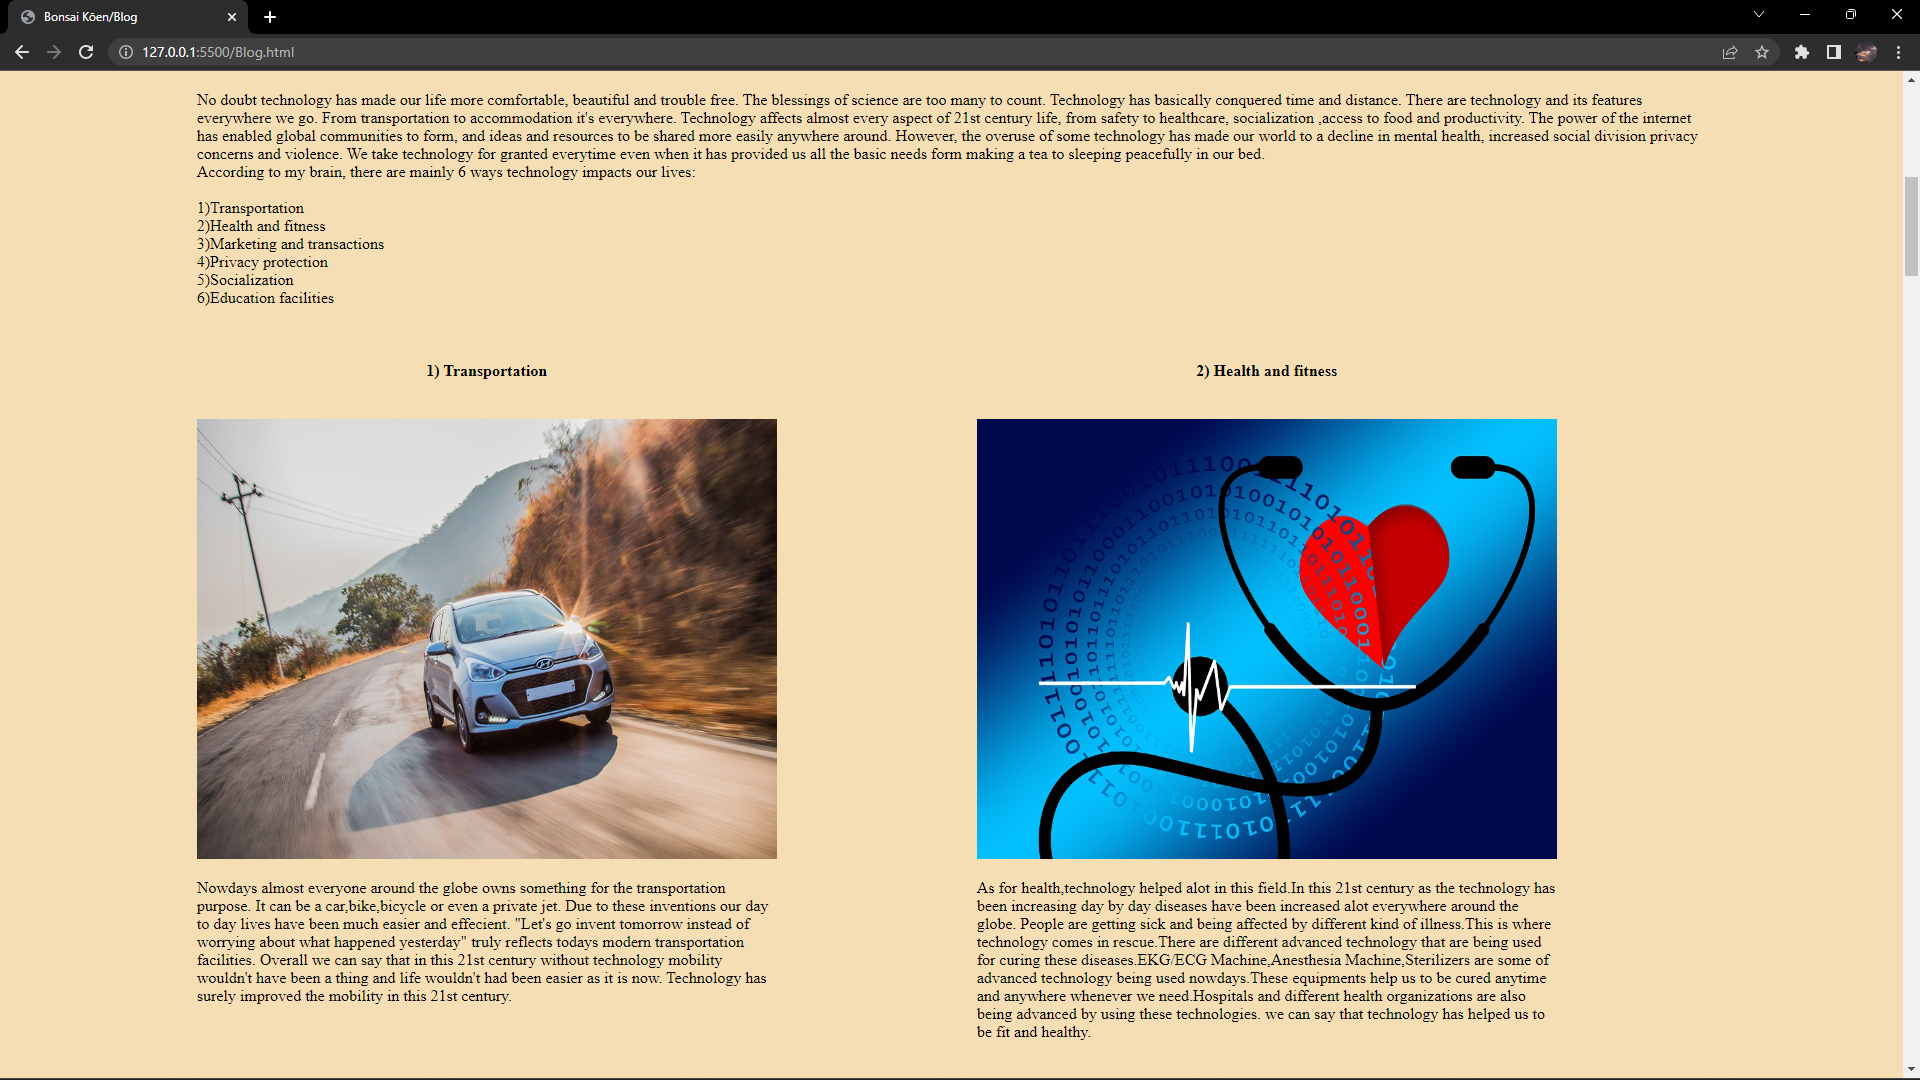 Bonsai Kōen/Blog
127.0.0.1:5500/Blog.html
No doubt technology has made our life more comfortable, beautiful and trouble free. The blessings of science are too many to count. Technology has basically conquered time and distance. There are technology and its features
everywhere we go. From transportation to accommodation it's everywhere. Technology affects almost every aspect of 21st century life, from safety to healthcare, socialization ,access to food and productivity. The power of the internet
has enabled global communities to form, and ideas and resources to be shared more easily anywhere around. However, the overuse of some technology has made our world to a decline in mental health, increased social division privacy
concerns and violence. We take technology for granted everytime even when it has provided us all the basic needs form making a tea to sleeping peacefully in our bed.
According to my brain, there are mainly 6 ways technology impacts our lives:
1)Transportation
2)Health and fitness
3)Marketing and transactions
4)Privacy protection
5)Socialization
6)Education facilities
1) Transportation
Nowdays almost everyone around the globe owns something for the transportation
purpose. It can be a car,bike,bicycle or even a private jet. Due to these inventions our day
to day lives have been much easier and effecient. "Let's go invent tomorrow instead of
worrying about what happened yesterday" truly reflects todays modern transportation
facilities. Overall we can say that in this 21st century without technology mobility
wouldn't have been a thing and life wouldn't had been easier as it is now. Technology has
surely improved the mobility in this 21st century.
2) Health and fitness
As for health,technology helped alot in this field.In this 21st century as the technology has
been increasing day by day diseases have been increased alot everywhere around the
globe. People are getting sick and being affected by different kind of illness.This is where
technology comes in rescue.There are different advanced technology that are being used
for curing these diseases.EKG/ECG Machine,Anesthesia Machine,Sterilizers are some of
advanced technology being used nowdays.These equipments help us to be cured anytime
and anywhere whenever we need.Hospitals and different health organizations are also
being advanced by using these technologies. we can say that technology has helped us to
be fit and healthy.